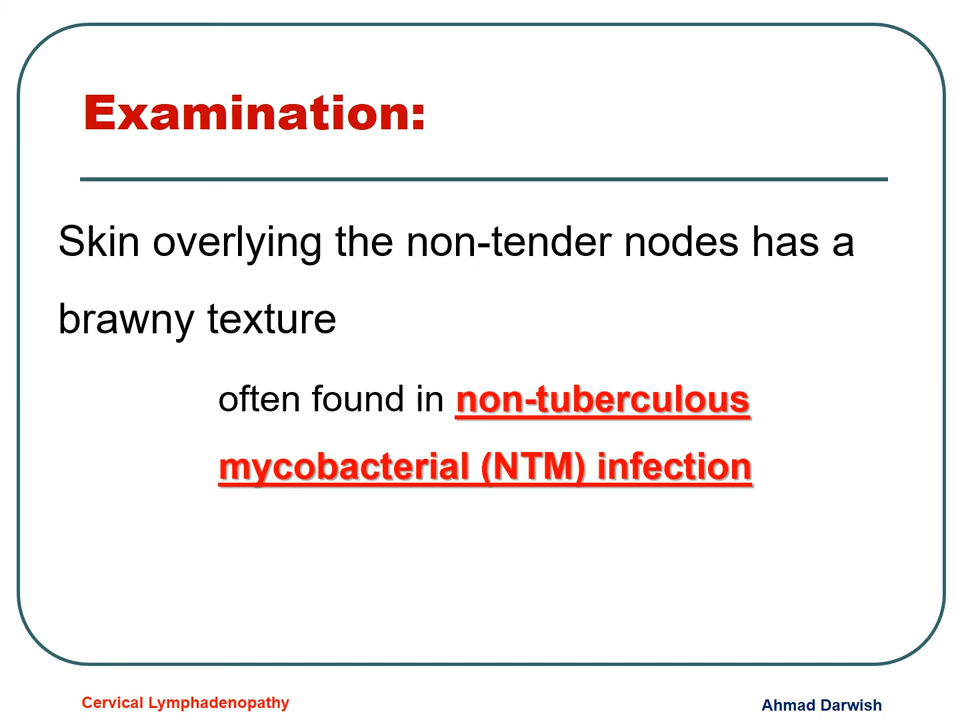 Examination:
Skin overlying the non-tender nodes has a
brawny texture
often found in non-tuberculous
mycobacterial (NTM) infection
Cervical Lymphadenopathy
Ahmad Darwish